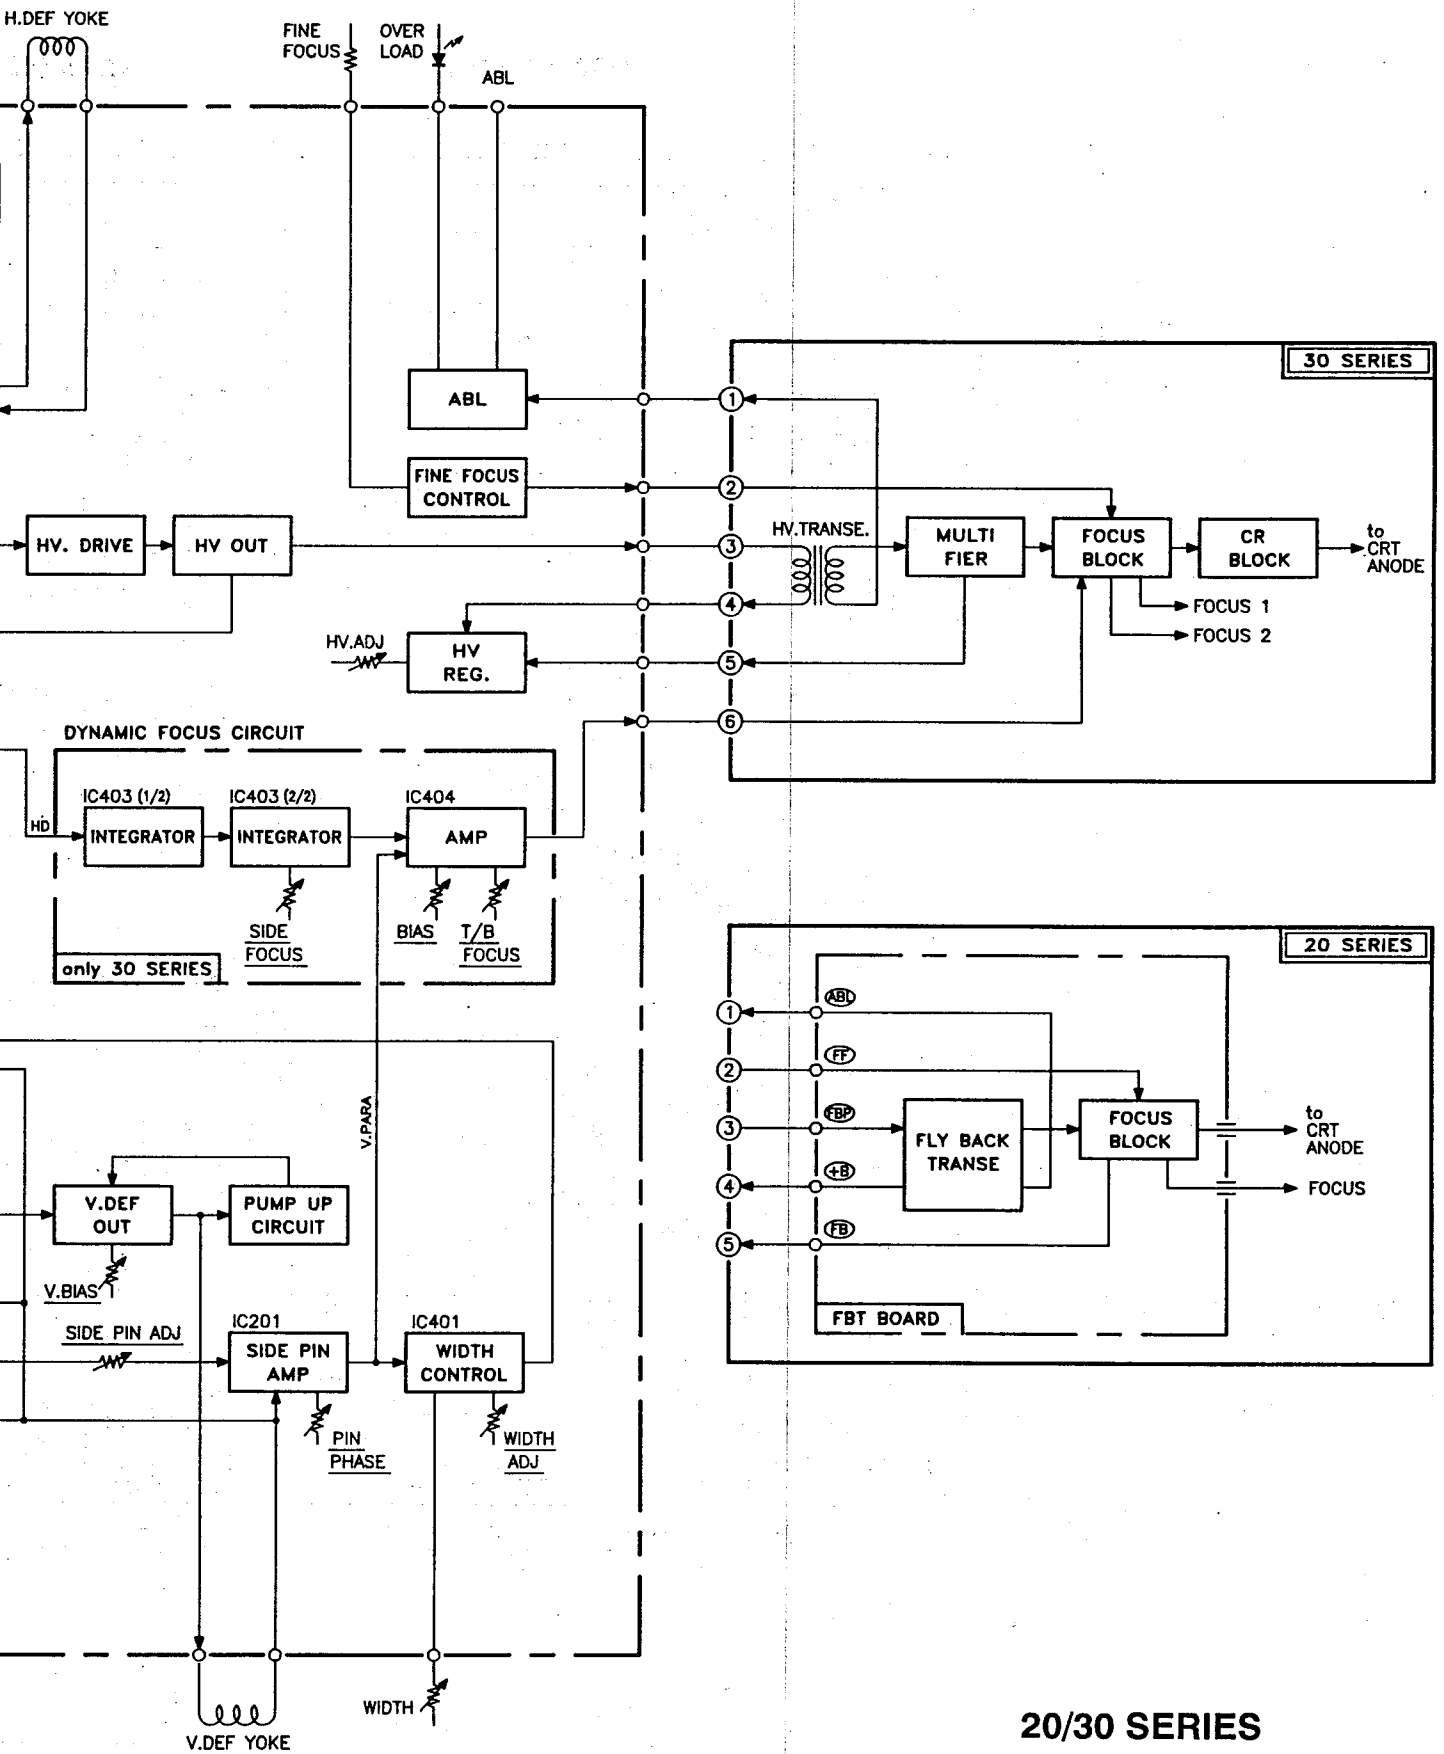 H.DEF YOKE
FINE
FOCUS
OVER
LOAD
ABL
30 SERIES
ABL
1
FINE FOCUS
CONTROL
2
HV. DRIVE
HV OUT
3
HV.TRANSE.
MULTI
FIER
FOCUS
BLOCK
CR
BLOCK
to
CRT
ANODE
4
FOCUS 1
FOCUS 2
HV.ADJ
HV
REG.
5
6
DYNAMIC FOCUS CIRCUIT
HD
IC403 (1/2)
INTEGRATOR
IC403 (2/2)
INTEGRATOR
IC404
AMP
SIDE
FOCUS
BIAS
T/B
FOCUS
only 30 SERIES
20 SERIES
1
ABL
2
FF
3
FBP
FLY BACK
TRANSE
FOCUS
BLOCK
to
CRT
ANODE
4
+B
FOCUS
5
FB
FBT BOARD
V.PARA
V.DEF
OUT
PUMP UP
CIRCUIT
V.BIAS
SIDE PIN ADJ
IC201
SIDE PIN
AMP
IC401
WIDTH
CONTROL
PIN
PHASE
WIDTH
ADJ
WIDTH
V.DEF YOKE
20/30 SERIES